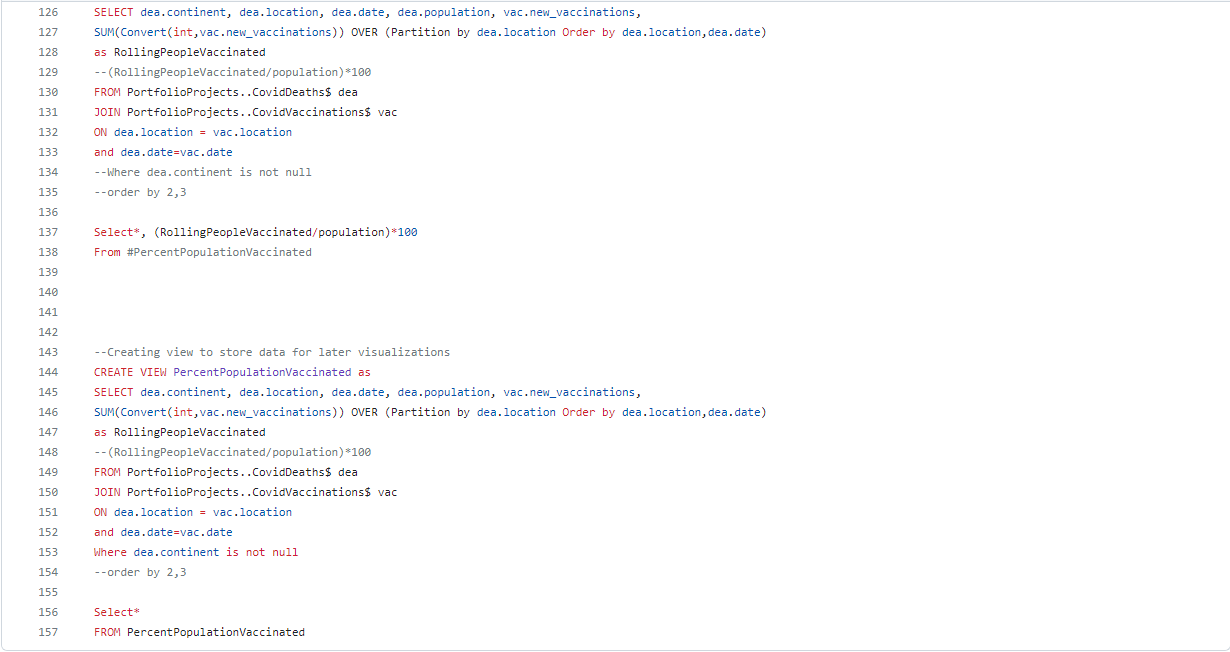 126 SELECT dea.continent, dea.location, dea.date, dea.population, vac.new_vaccinations,
127 SUM(Convert(int,vac.new_vaccinations)) OVER (Partition by dea.location Order by dea.location,dea.date)
128 as RollingPeopleVaccinated
129 --(RollingPeopleVaccinated/population)*100
130 FROM PortfolioProjects..CovidDeaths$ dea
131 JOIN PortfolioProjects..CovidVaccinations$ vac
132 ON dea.location = vac.location
133 and dea.date=vac.date
134 --Where dea.continent is not null
135 --order by 2,3
136
137 Select*, (RollingPeopleVaccinated/population)*100
138 From #PercentPopulationVaccinated
139
140
141
142
143 --Creating view to store data for later visualizations
144 CREATE VIEW PercentPopulationVaccinated as
145 SELECT dea.continent, dea.location, dea.date, dea.population, vac.new_vaccinations,
146 SUM(Convert(int,vac.new_vaccinations)) OVER (Partition by dea.location Order by dea.location,dea.date)
147 as RollingPeopleVaccinated
148 --(RollingPeopleVaccinated/population)*100
149 FROM PortfolioProjects..CovidDeaths$ dea
150 JOIN PortfolioProjects..CovidVaccinations$ vac
151 ON dea.location = vac.location
152 and dea.date=vac.date
153 Where dea.continent is not null
154 --order by 2,3
155
156 Select*
157 FROM PercentPopulationVaccinated